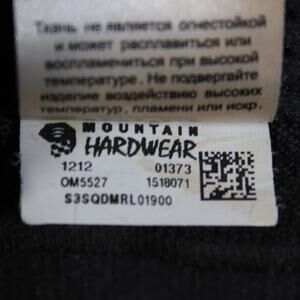 Ткань не является огнестойкой
и может расплавиться или
воспламениться при высокой
температуре. Не подвергайте
изделие воздействию высоких
температур, пламени или искр.
MOUNTAIN
HARDWEAR
1212 01373
OM5527 1518071
S3SQDMRL01900